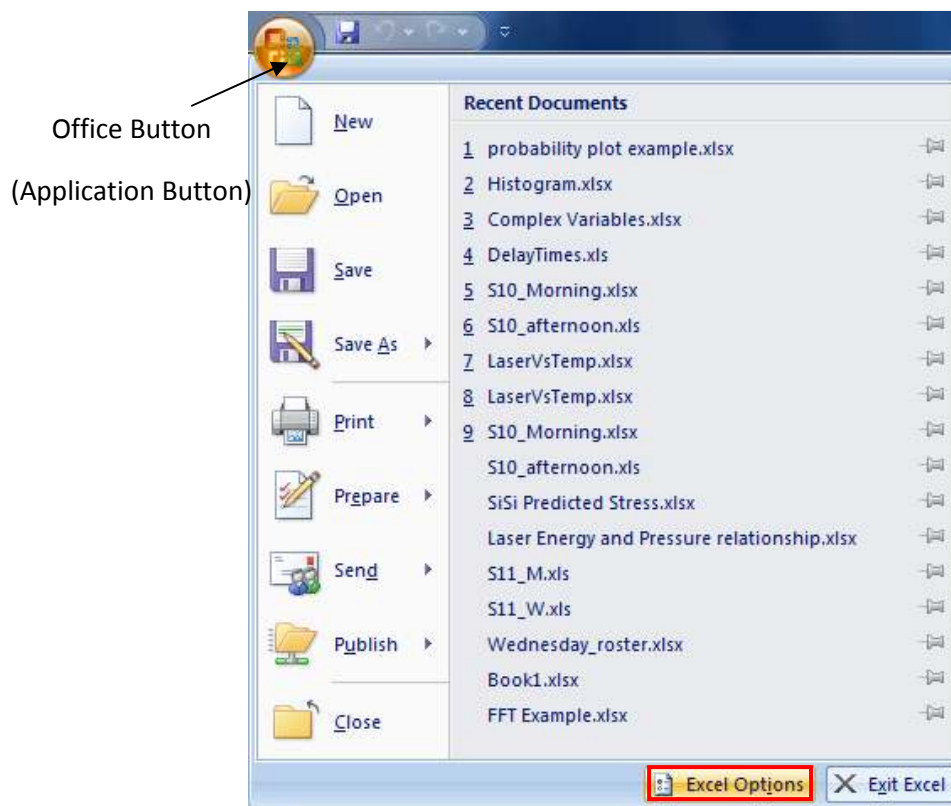 Office Button
(Application Button)
New
Open
Save
Save As
Print
Prepare
Send
Publish
Close
Recent Documents
1 probability plot example.xlsx
2 Histogram.xlsx
3 Complex Variables.xlsx
4 DelayTimes.xls
5 S10_Morning.xlsx
6 S10_afternoon.xls
7 LaserVsTemp.xlsx
8 LaserVsTemp.xlsx
9 S10_Morning.xlsx
S10_afternoon.xls
SiSi Predicted Stress.xlsx
Laser Energy and Pressure relationship.xlsx
S11_M.xls
S11_W.xls
Wednesday_roster.xlsx
Book1.xlsx
FFT Example.xlsx
Excel Options
Exit Excel